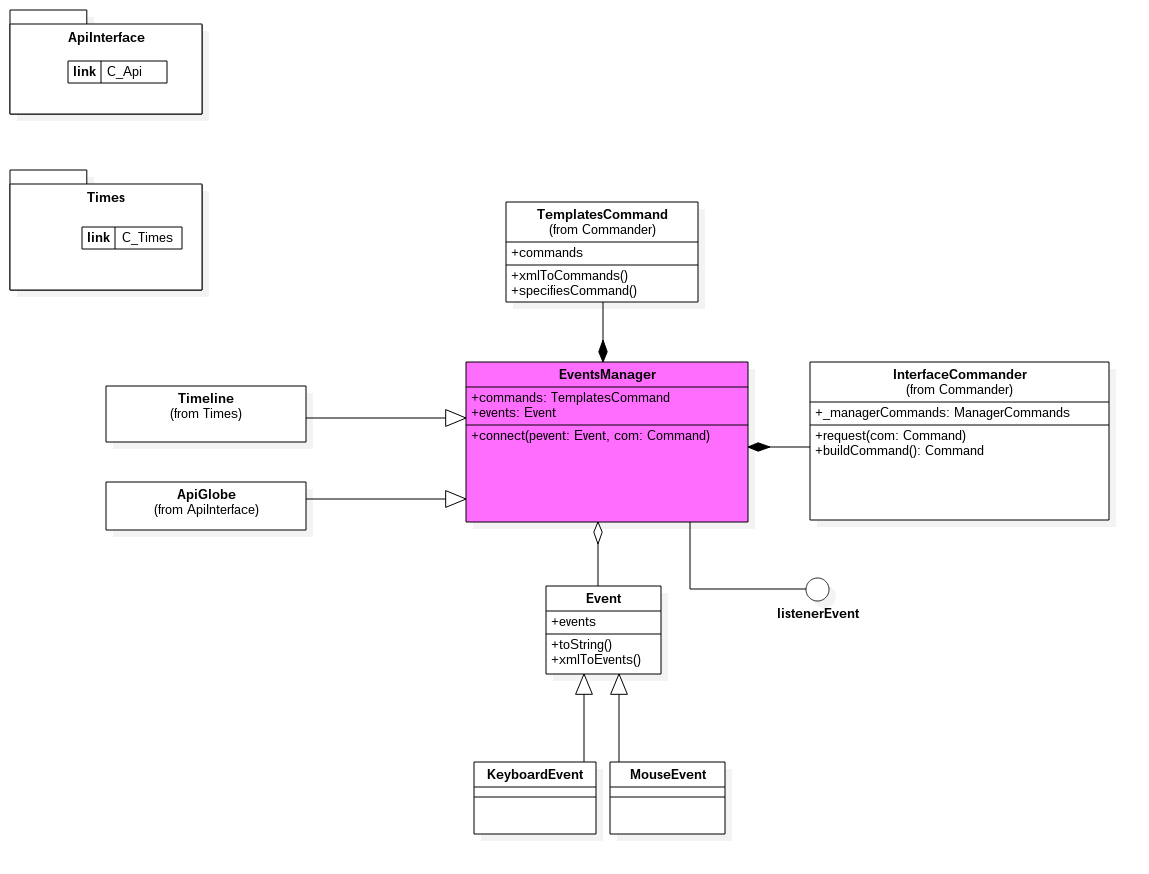 ApiInterface
link C_Api
Times
link C_Times
TemplatesCommand
(from Commander)
+commands
+xmlToCommands()
+specifiesCommand()
EventsManager
+commands: TemplatesCommand
+events: Event
+connect(pevent: Event, com: Command)
InterfaceCommander
(from Commander)
+_managerCommands: ManagerCommands
+request(com: Command)
+buildCommand(): Command
Timeline
(from Times)
ApiGlobe
(from ApiInterface)
Event
+events
+toString()
+xmlToEvents()
listenerEvent
KeyboardEvent
MouseEvent